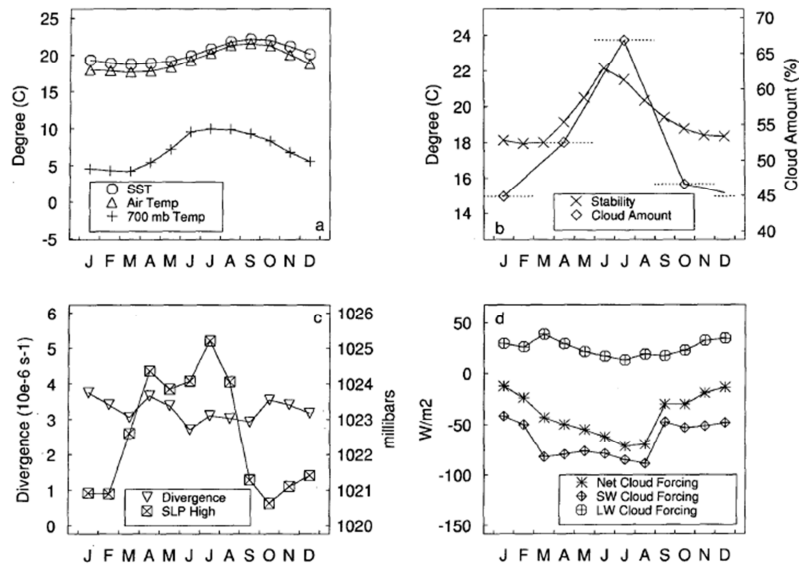 a
Degree (C)
25
20
15
10
5
0
-5
SST
Air Temp
700 mb Temp
J F M A M J J A S O N D
b
Degree (C)
24
22
20
18
16
14
Cloud Amount (%)
70
65
60
55
50
45
40
Stability
Cloud Amount
J F M A M J J A S O N D
c
Divergence (10e-6 s-1)
6
5
4
3
2
1
0
millibars
1026
1025
1024
1023
1022
1021
1020
Divergence
SLP High
J F M A M J J A S O N D
d
W/m2
50
0
-50
-100
-150
Net Cloud Forcing
SW Cloud Forcing
LW Cloud Forcing
J F M A M J J A S O N D